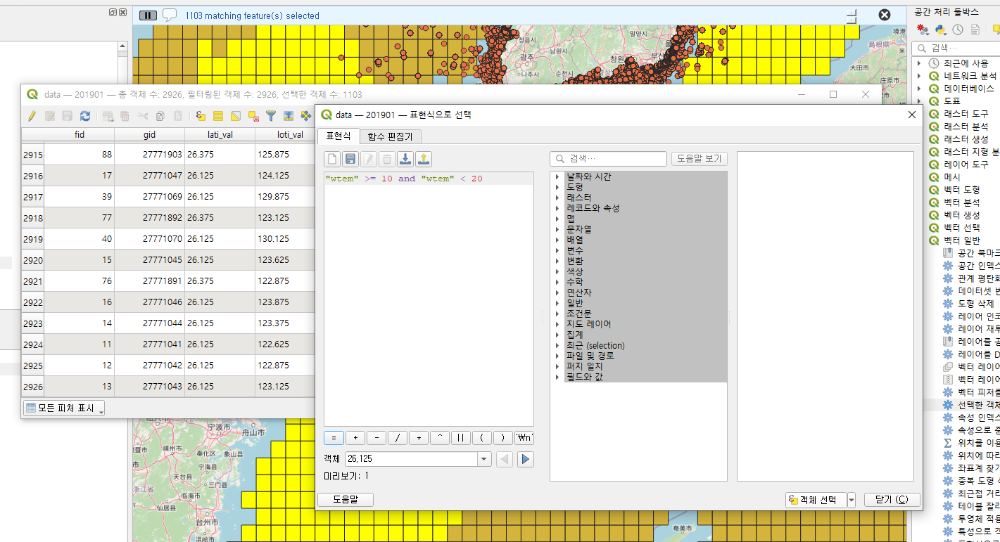 1103 matching feature(s) selected
공간 처리 툴박스
검색…
최근에 사용
네트워크 분석
데이터베이스
도표
래스터 도구
래스터 분석
래스터 생성
래스터 지형 분
레이어 도구
메시
벡터 도형
벡터 분석
벡터 생성
벡터 선택
벡터 일반
공간 북마크
공간 인덱스
관계 평탄화
데이터셋 반
도형 삭제
레이어 인코
레이어 재투
레이어를 공
레이어를 D
벡터 레이어
벡터 레이어
벡터 피처를
선택한 객체
속성 인덱스
속성으로 중
위치를 이용
위치에 따라
좌표계 찾기
중복 도형 삭
최근접 거리
테이블 잘라
투영체 적용
특성으로 객
정읍시
광주
나주시
남원시
순천시
밀양시
창원
부산
境港
島根県
大田市
庄原市
data — 201901 — 총 객체 수: 2926, 필터링된 객체 수: 2926, 선택한 객체 수: 1103
fid gid lati_val loti_val
2915 88 27771903 26.375 125.875
2916 17 27771047 26.125 124.125
2917 39 27771069 26.125 129.875
2918 77 27771892 26.375 123.125
2919 40 27771070 26.125 130.125
2920 15 27771045 26.125 123.625
2921 76 27771891 26.375 122.875
2922 16 27771046 26.125 123.875
2923 14 27771044 26.125 123.375
2924 11 27771041 26.125 122.625
2925 12 27771042 26.125 122.875
2926 13 27771043 26.125 123.125
모든 피처 표시
data — 201901 — 표현식으로 선택
표현식 함수 편집기
검색… 도움말 보기
"wtem" >= 10 and "wtem" < 20
날짜와 시간
도형
래스터
레코드와 속성
맵
문자열
배열
변수
변환
색상
수학
연산자
일반
조건문
지도 레이어
집계
최근 (selection)
파일 및 경로
퍼지 일치
필드와 값
= + - / * ^ || ( ) '₩n'
객체 26,125
미리보기: 1
도움말 객체 선택 닫기 (C)
宁波市
舟山市
嵊州市
奉化区
象山县
宁海县
天台县
三门县
浙江省
临海市
仙居县
台州市
温岭市
奄美市